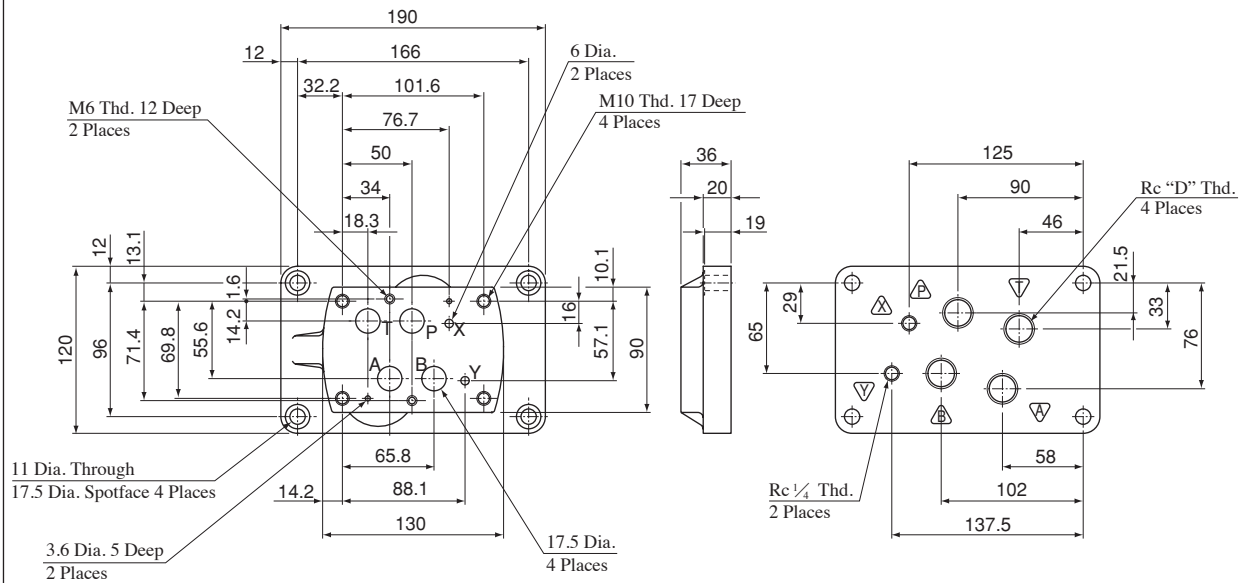 190
12
166
6 Dia.
2 Places
32.2
101.6
M6 Thd. 12 Deep
2 Places
M10 Thd. 17 Deep
4 Places
76.7
50
34
18.3
12
13.1
1.6
14.2
10.1
16
57.1
90
120
96
71.4
69.8
55.6
T
P
X
A
B
Y
65.8
14.2
88.1
130
11 Dia. Through
17.5 Dia. Spotface 4 Places
3.6 Dia. 5 Deep
2 Places
17.5 Dia.
4 Places
36
20
19
125
90
46
Rc “D” Thd.
4 Places
21.5
33
76
29
65
X
P
T
Y
B
A
58
102
137.5
Rc 1/4 Thd.
2 Places